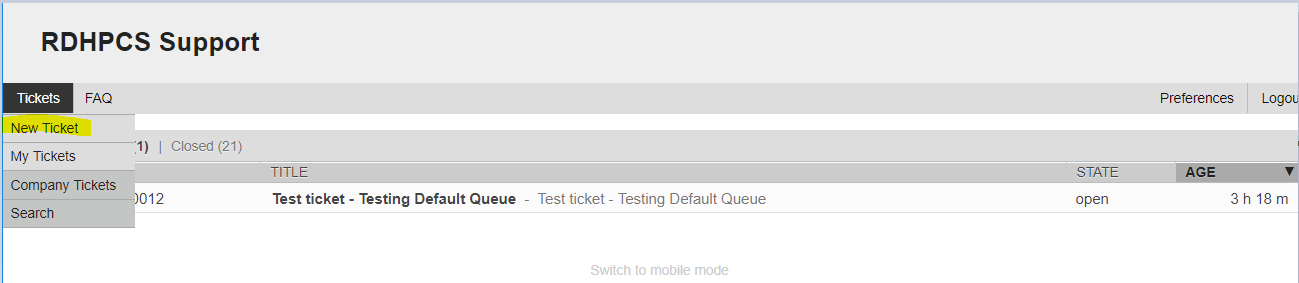 RDHPCS Support
Tickets FAQ Preferences Logou
New Ticket
My Tickets (1) | Closed (21)
TITLE STATE AGE ▼
Company Tickets
0012 Test ticket - Testing Default Queue - Test ticket - Testing Default Queue open 3 h 18 m
Search
Switch to mobile mode